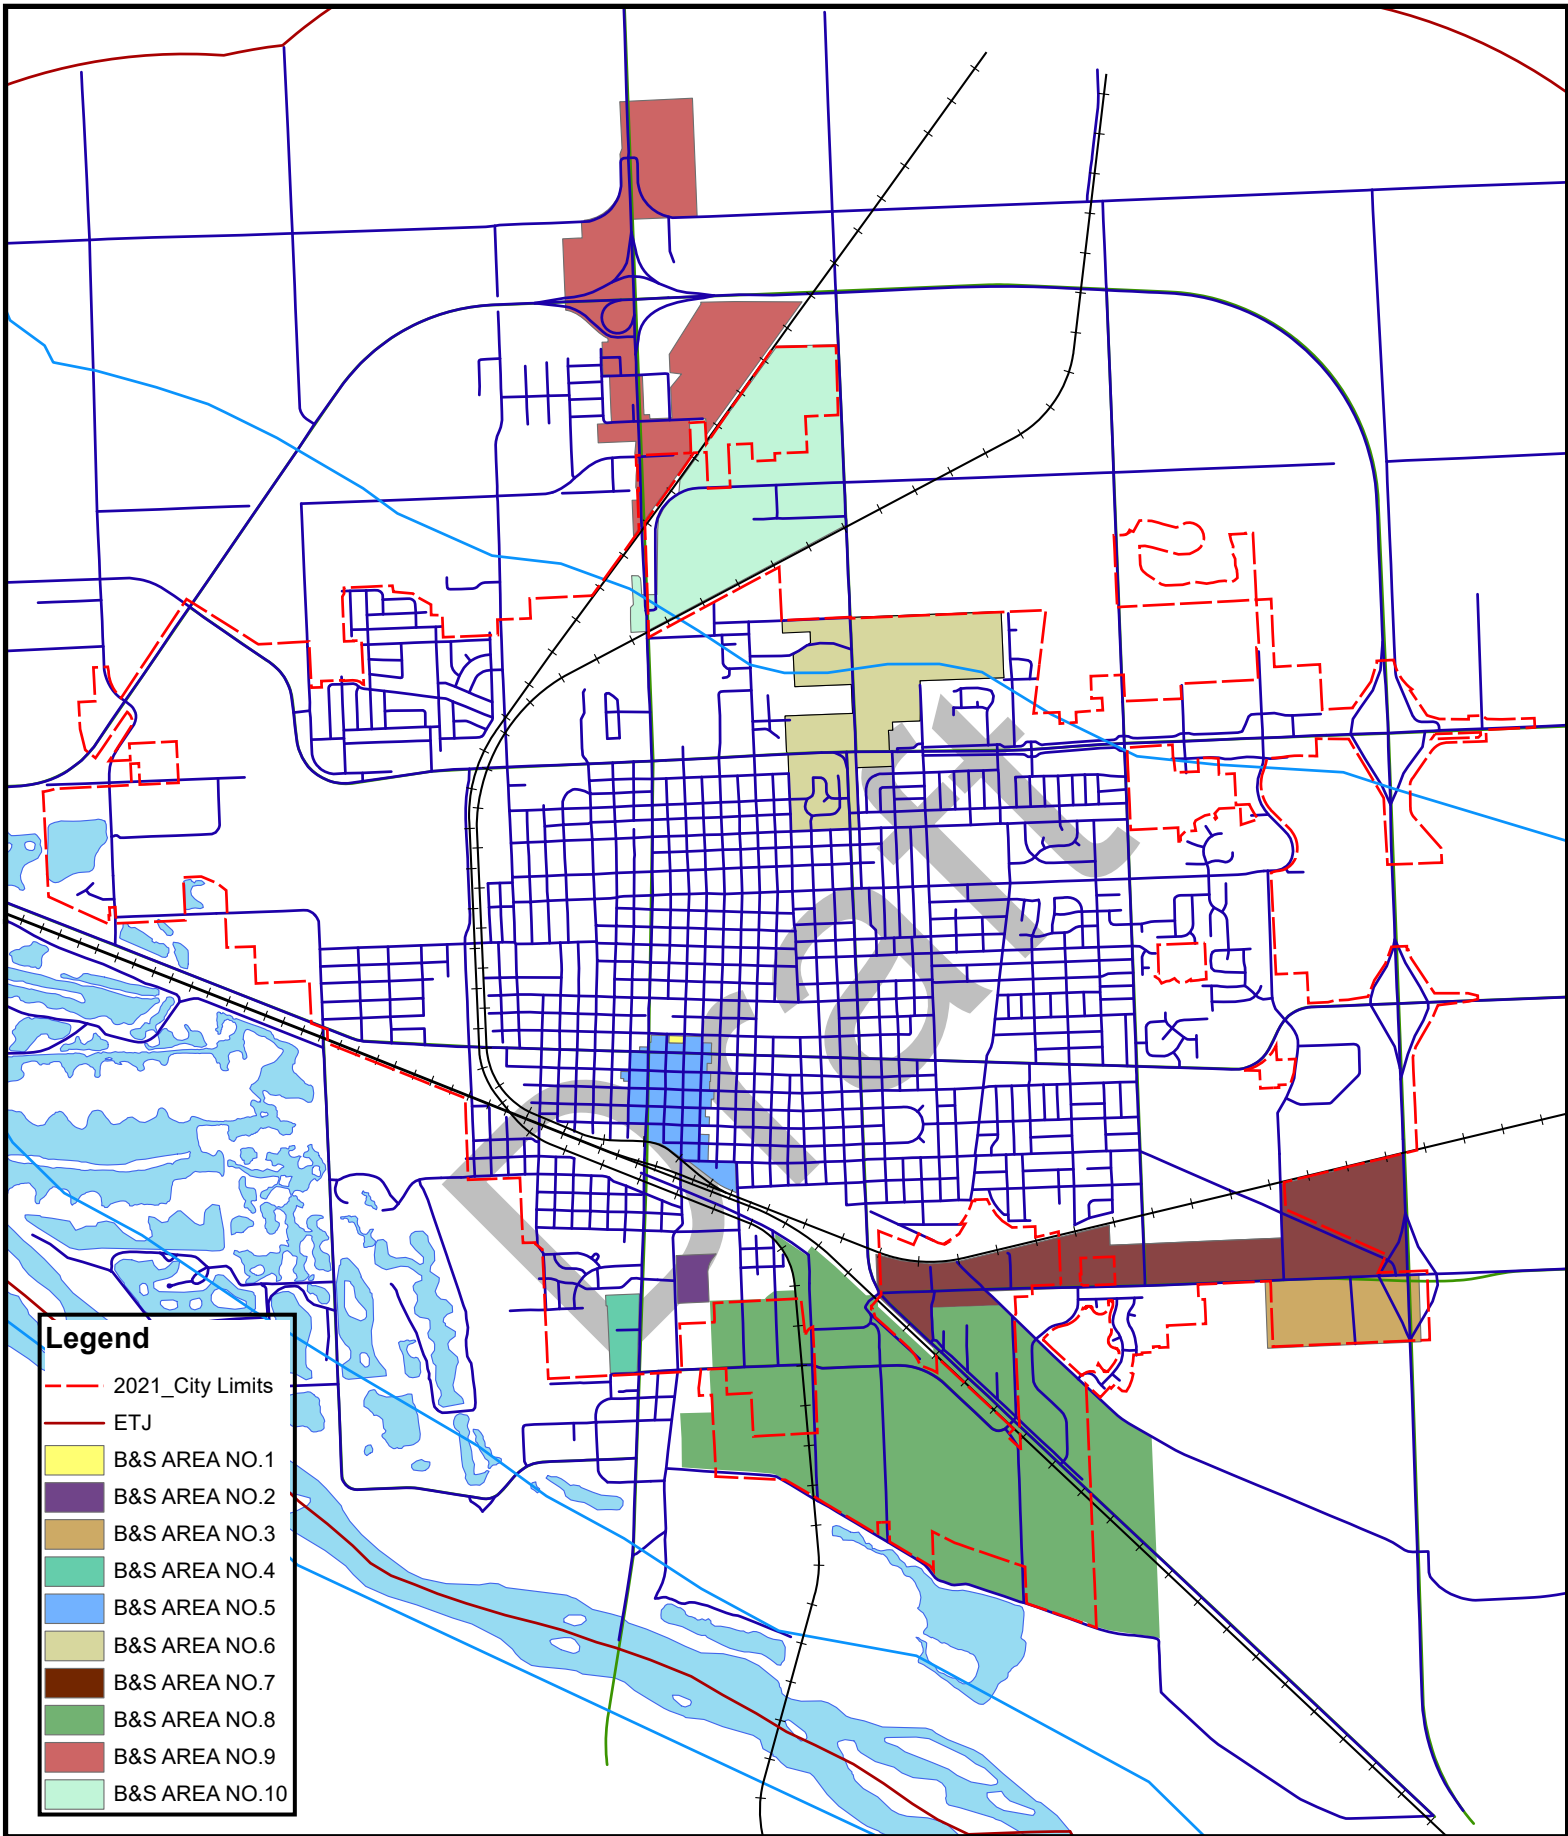 Draft
Legend
2021_City Limits
ETJ
B&S AREA NO.1
B&S AREA NO.2
B&S AREA NO.3
B&S AREA NO.4
B&S AREA NO.5
B&S AREA NO.6
B&S AREA NO.7
B&S AREA NO.8
B&S AREA NO.9
B&S AREA NO.10